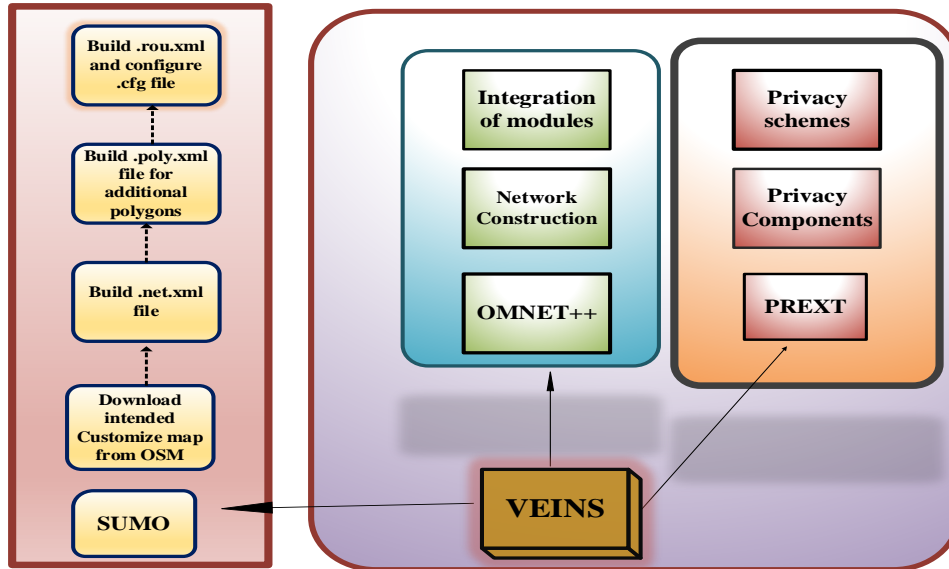 Build .rou.xml
and configure
.cfg file
Build .poly.xml
file for
additional
polygons
Build .net.xml
file
Download
intended
Customize map
from OSM
SUMO
Integration
of modules
Network
Construction
OMNET++
Privacy
schemes
Privacy
Components
PREXT
VEINS